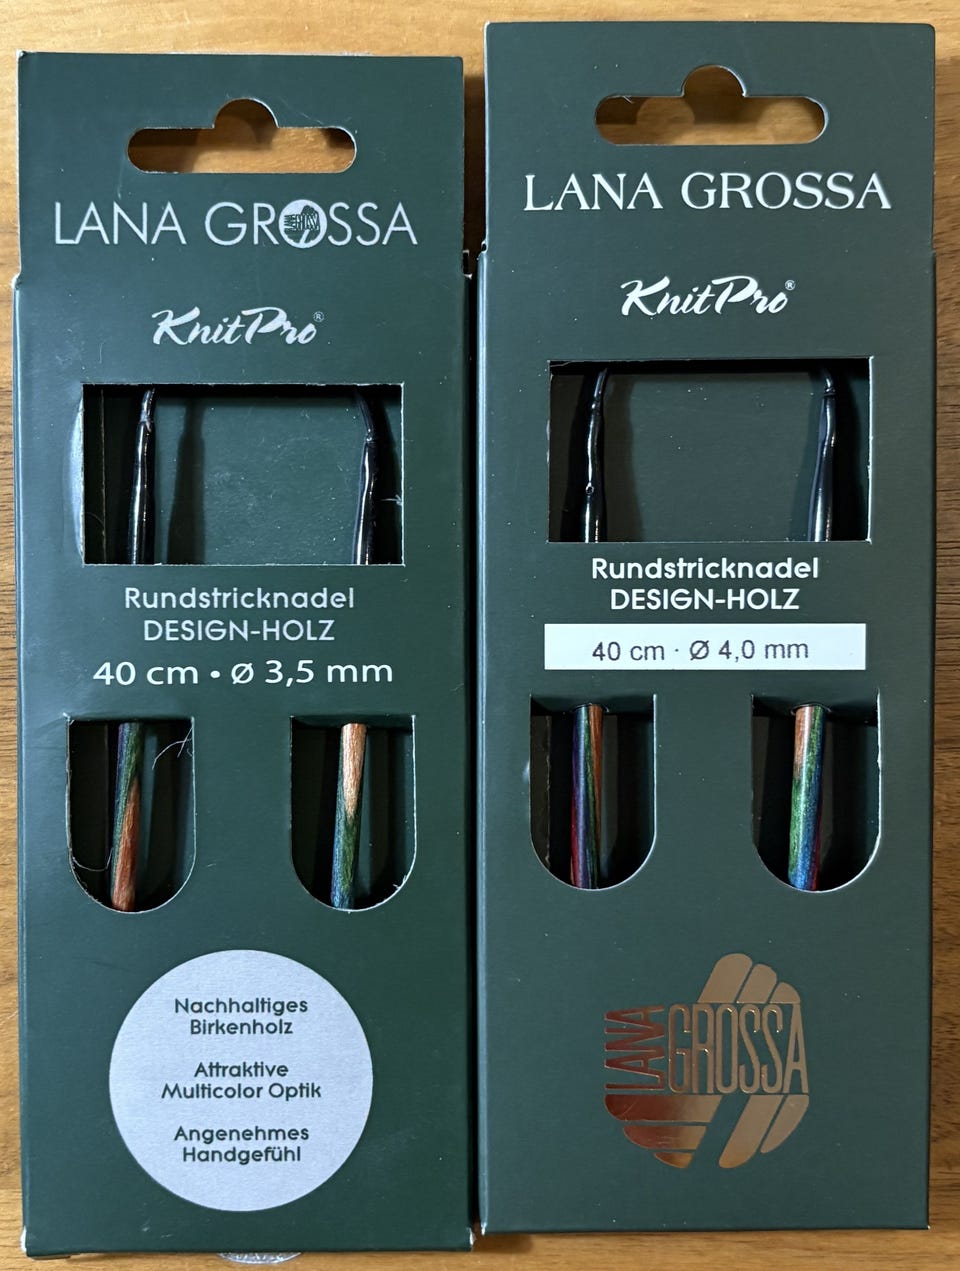 LANA GROSSA
KnitPro®
Rundstricknadel
DESIGN-HOLZ
40 cm • Ø 3,5 mm
Nachhaltiges
Birkenholz
Attraktive
Multicolor Optik
Angenehmes
Handgefühl
LANA GROSSA
KnitPro®
Rundstricknadel
DESIGN-HOLZ
40 cm · Ø 4,0 mm
LANA
GROSSA